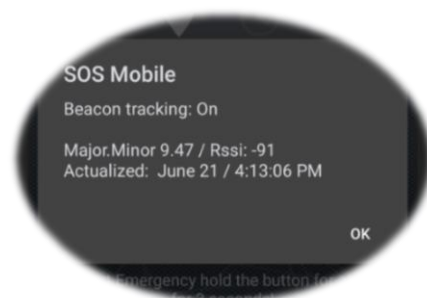 SOS Mobile
Beacon tracking: On
Major.Minor 9.47 / Rssi: -91
Actualized: June 21 / 4:13:06 PM
OK
Emergency hold the button for